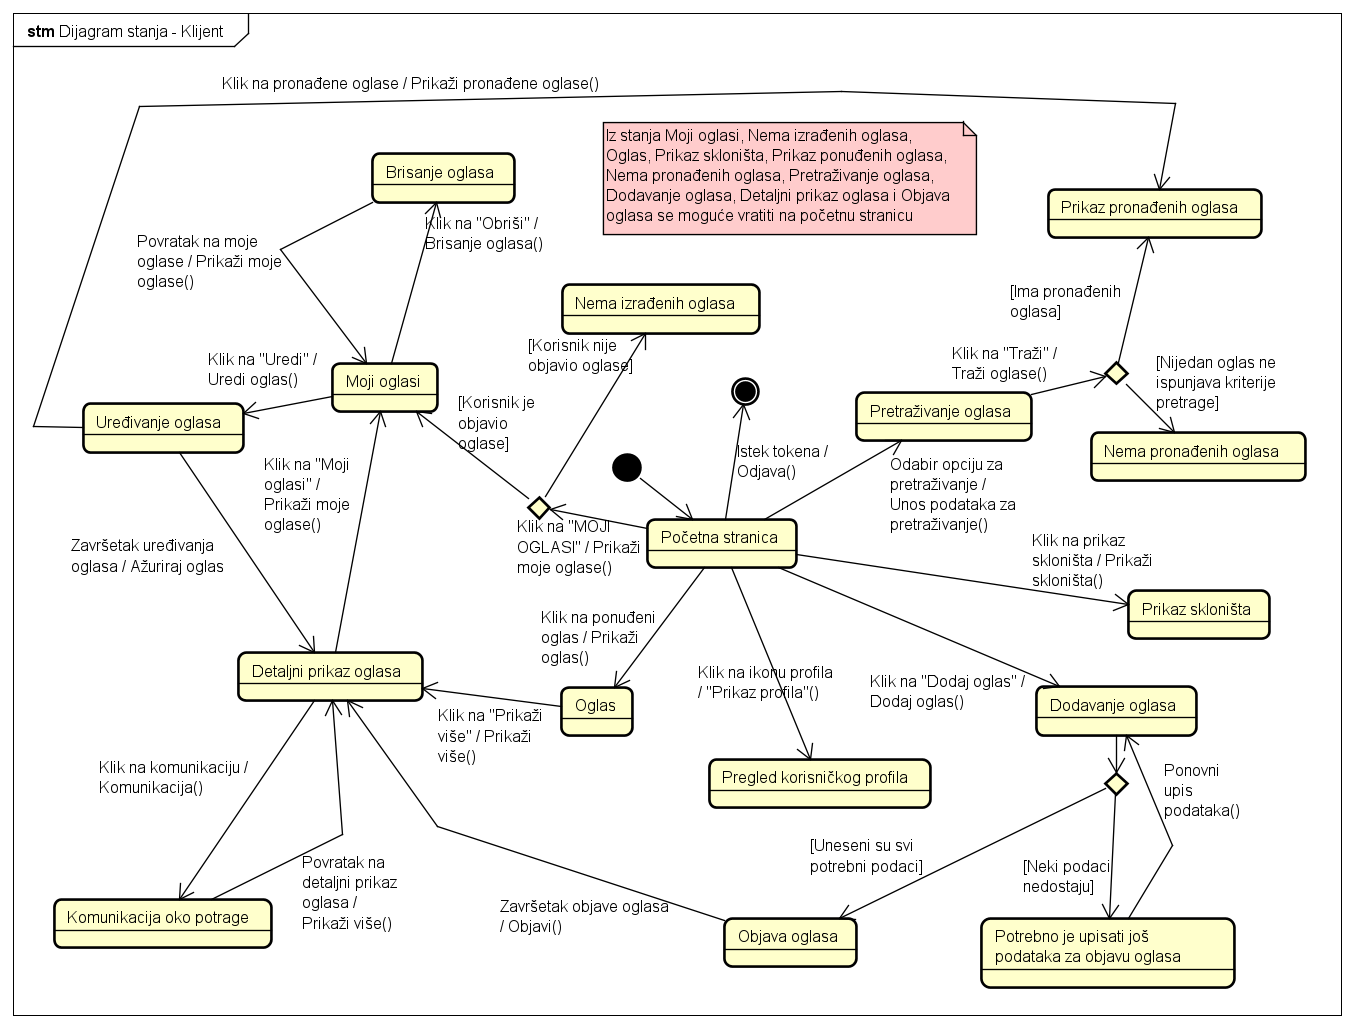 stm Dijagram stanja - Klijent
Klik na pronađene oglase / Prikaži pronađene oglase()
Iz stanja Moji oglasi, Nema izrađenih oglasa,
Oglas, Prikaz skloništa, Prikaz ponuđenih oglasa,
Nema pronađenih oglasa, Pretraživanje oglasa,
Dodavanje oglasa, Detaljni prikaz oglasa i Objava
oglasa se moguće vratiti na početnu stranicu
Brisanje oglasa
Prikaz pronađenih oglasa
Klik na "Obriši" /
Brisanje oglasa()
Povratak na moje
oglase / Prikaži moje
oglase()
Nema izrađenih oglasa
[Ima pronađenih
oglasa]
[Korisnik nije
objavio oglase]
Klik na "Uredi" /
Uredi oglas()
Moji oglasi
Klik na "Traži" /
Traži oglase()
[Nijedan oglas ne
ispunjava kriterije
pretrage]
[Korisnik je
objavio
oglase]
Uređivanje oglasa
Pretraživanje oglasa
Nema pronađenih oglasa
Istek tokena /
Odjava()
Klik na "Moji
oglasi" /
Prikaži moje
oglase()
Odabir opciju za
pretraživanje /
Unos podataka za
pretraživanje()
Klik na "MOJI
OGLASI" / Prikaži
moje oglase()
Početna stranica
Završetak uređivanja
oglasa / Ažuriraj oglas
Klik na prikaz
skloništa / Prikaži
skloništa()
Prikaz skloništa
Klik na ponuđeni
oglas / Prikaži
oglas()
Detaljni prikaz oglasa
Klik na ikonu profila
/ "Prikaz profila"()
Klik na "Dodaj oglas" /
Dodaj oglas()
Oglas
Dodavanje oglasa
Klik na "Prikaži
više" / Prikaži
više()
Klik na komunikaciju /
Komunikacija()
Pregled korisničkog profila
Ponovni
upis
podataka()
[Uneseni su svi
potrebni podaci]
[Neki podaci
nedostaju]
Povratak na
detaljni prikaz
oglasa /
Prikaži više()
Komunikacija oko potrage
Završetak objave oglasa
/ Objavi()
Objava oglasa
Potrebno je upisati još
podataka za objavu oglasa